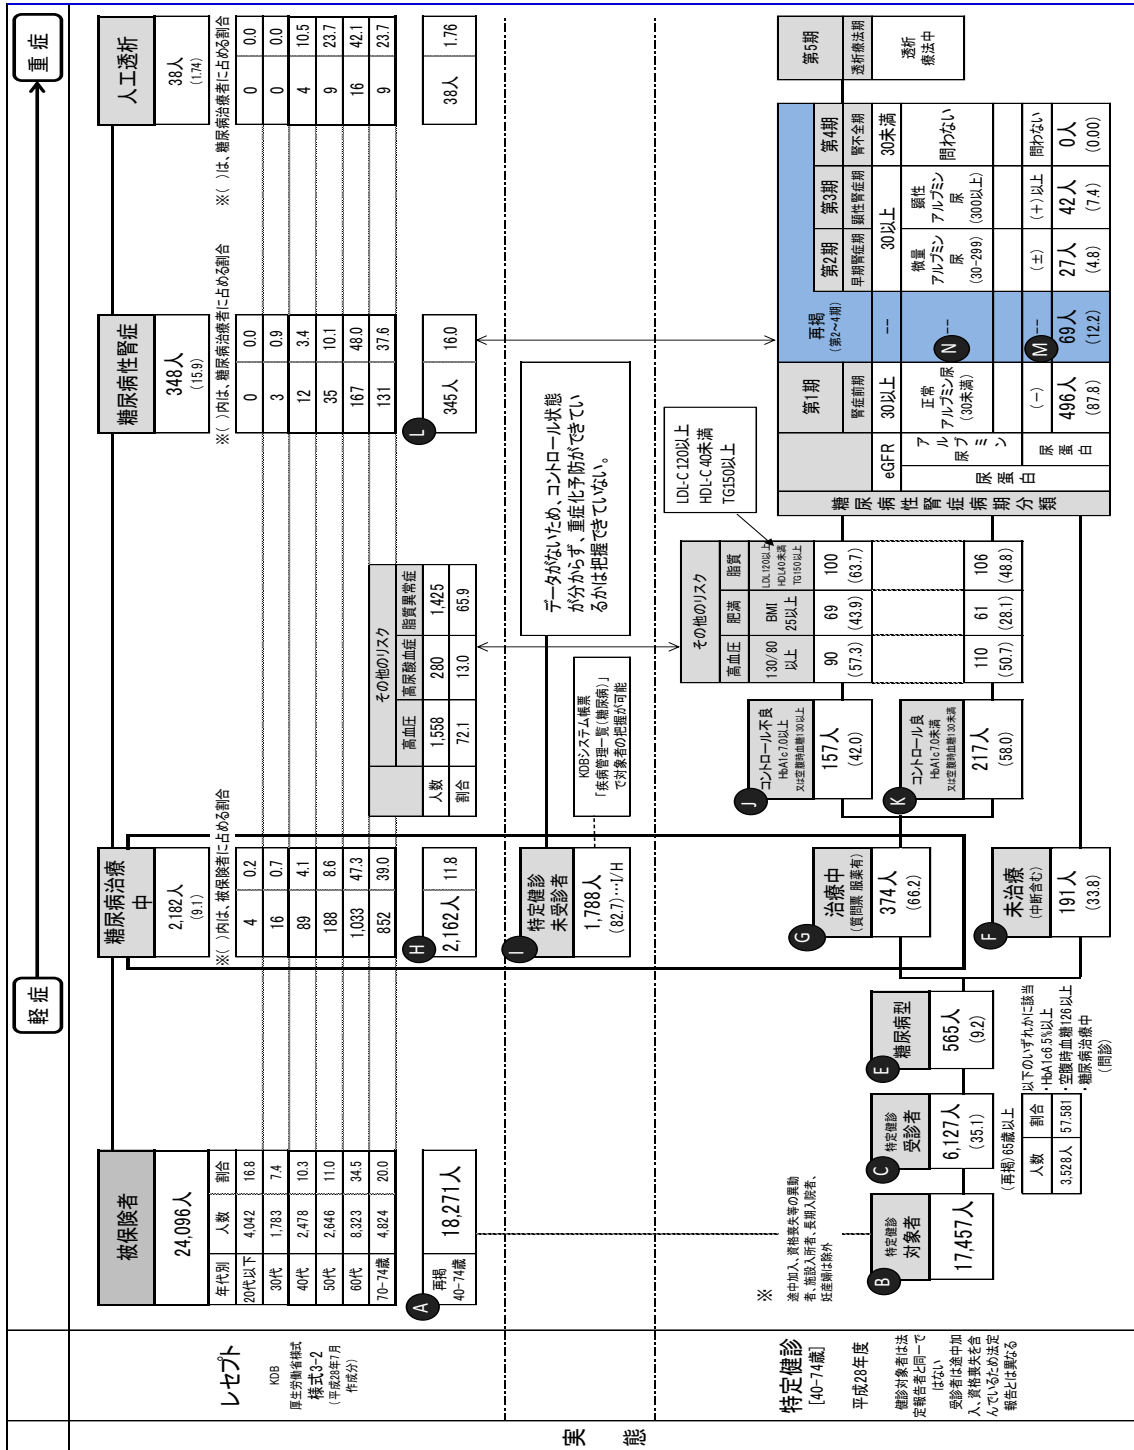 軽症
重症
実態
レセプト
KDB
厚生労働省様式
様式3-2
(平成28年7月
作成分)
被保険者
24,096人
年代別 人数 割合
20代以下 4,042 16.8
30代 1,783 7.4
40代 2,478 10.3
50代 2,646 11.0
60代 8,323 34.5
70-74歳 4,824 20.0
A
再掲
40-74歳
18,271人
糖尿病治療
中
2,182人
(9.1)
※( )内は、被保険者に占める割合
4 0.2
16 0.7
89 4.1
188 8.6
1,033 47.3
852 39.0
H
2,162人 11.8
その他のリスク
高血圧 高尿酸血症 脂質異常症
人数 1,558 280 1,425
割合 72.1 13.0 65.9
糖尿病性腎症
348人
(15.9)
※( )内は、糖尿病治療者に占める割合
0 0.0
3 0.9
12 3.4
35 10.1
167 48.0
131 37.6
L
345人 16.0
人工透析
38人
(1.74)
※( )は、糖尿病治療者に占める割合
0 0.0
0 0.0
4 10.5
9 23.7
16 42.1
9 23.7
38人 1.76
I
特定健診
未受診者
1,788人
(82.7)…I/H
KDBシステム帳票
「疾病管理一覧(糖尿病)」
で対象者の把握が可能
データがないため、コントロール状態
が分からず、重症化予防ができてい
るかは把握できていない。
特定健診
[40-74歳]
平成28年度
健診対象者は法
定報告者と同一で
はない
受診者は途中加
入、資格喪失を含
んでいるため法定
報告とは異なる
※
途中加入、資格喪失等の異動
者、施設入所者、長期入院者、
妊産婦は除外
B
特定健診
対象者
17,457人
C
特定健診
受診者
6,127人
(35.1)
(再掲)65歳以上
人数 割合
3,528人 57.581
E
糖尿病型
565人
(9.2)
以下のいずれかに該当
・HbA1c6.5%以上
・空腹時血糖126以上
・糖尿病治療中
(問診)
G
治療中
(質問票 服薬有)
374人
(66.2)
F
未治療
(中断含む)
191人
(33.8)
J
コントロール不良
HbA1c 7.0以上
又は空腹時血糖130以上
157人
(42.0)
K
コントロール良
HbA1c 7.0未満
又は空腹時血糖130未満
217人
(58.0)
その他のリスク
高血圧 肥満 脂質
130/80
以上
BMI
25以上
LDL120以上
HDL40未満
TG150以上
90 69 100
(57.3) (43.9) (63.7)
110 61 106
(50.7) (28.1) (48.8)
LDL-C 120以上
HDL-C 40未満
TG150以上
糖尿病性腎症病期分類
第1期 再掲
(第2~4期)
第2期 第3期 第4期 第5期
腎症前期 早期腎症期 顕性腎症期 腎不全期 透析療法期
eGFR 30以上 -- 30以上 30未満
透析
療法中
尿蛋白
アルブミン
尿
正常
アルブミン尿
(30未満)
N
--
微量
アルブミン
尿
(30-299)
顕性
アルブミン
尿
(300以上)
問わない
尿
蛋
白
(-) -- (±) (+)以上 問わない
M
496人 69人 27人 42人 0人
(87.8) (12.2) (4.8) (7.4) (0.00)